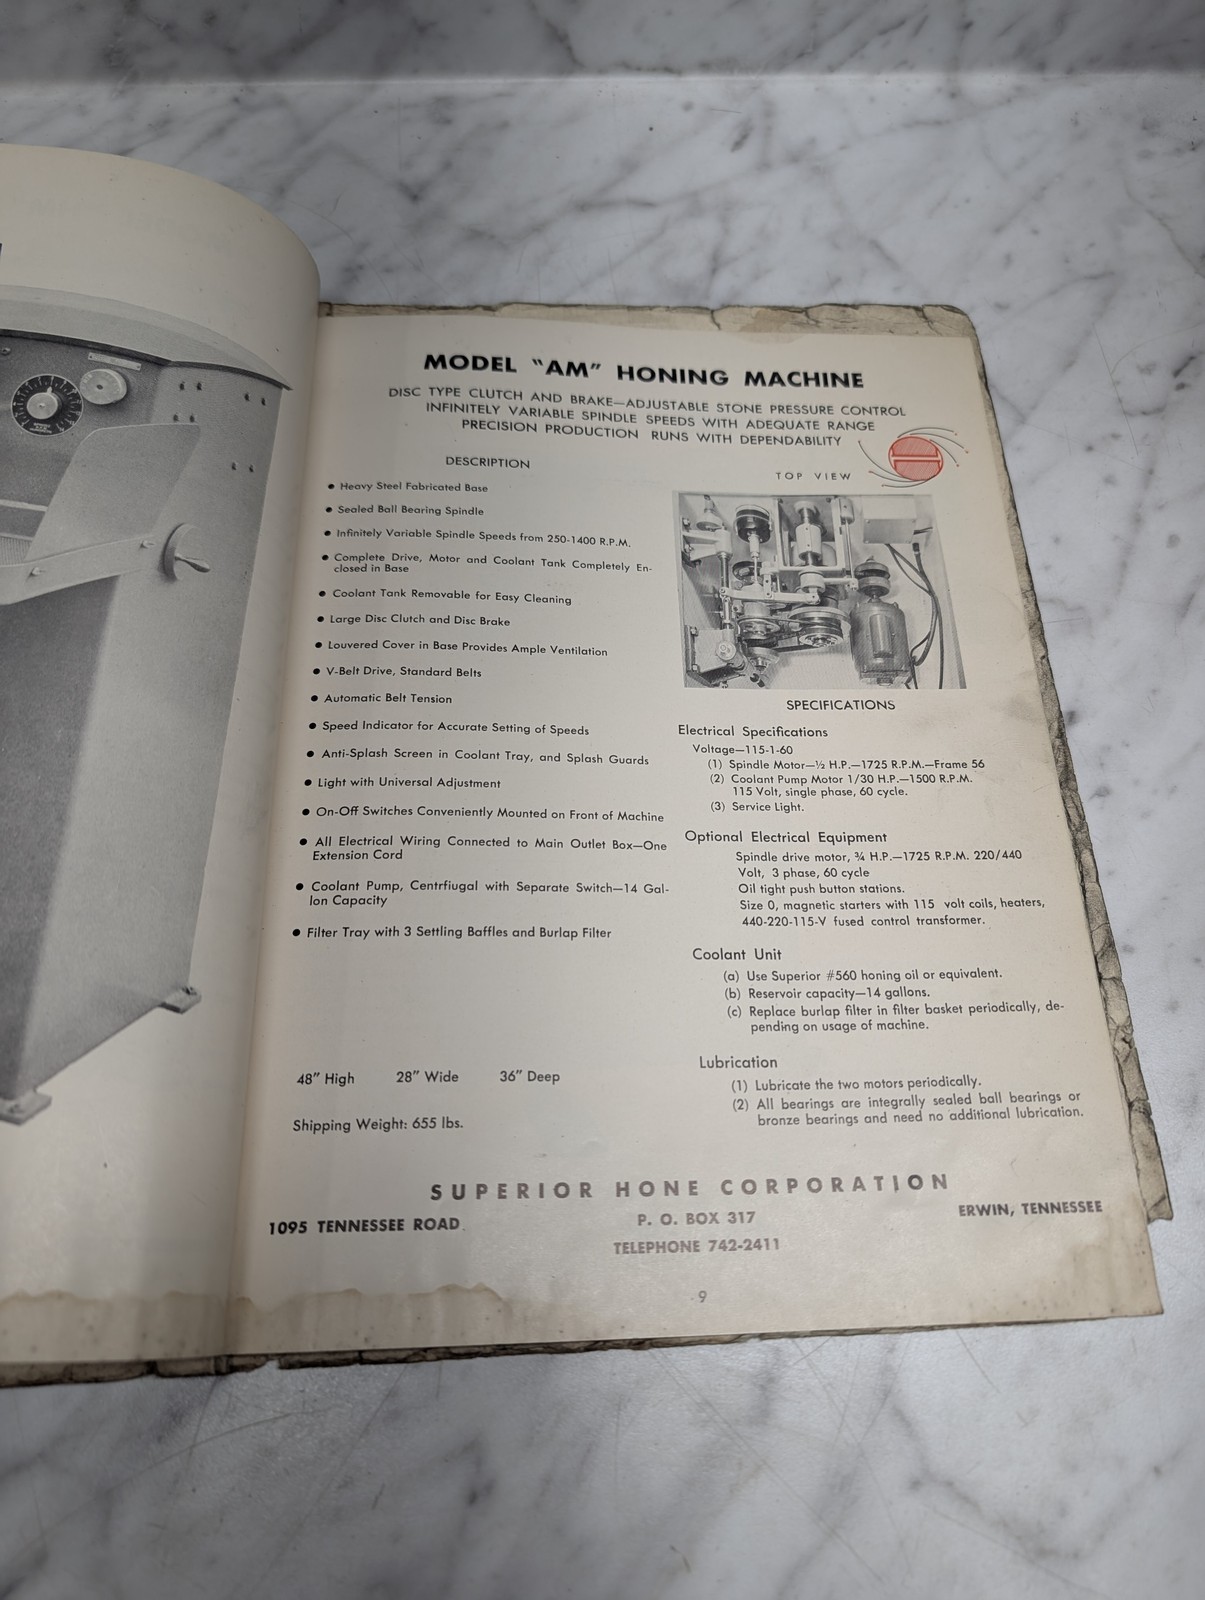 MODEL "AM" HONING MACHINE
DISC TYPE CLUTCH AND BRAKE—ADJUSTABLE STONE PRESSURE CONTROL
INFINITELY VARIABLE SPINDLE SPEEDS WITH ADEQUATE RANGE
PRECISION PRODUCTION RUNS WITH DEPENDABILITY
DESCRIPTION
● Heavy Steel Fabricated Base
● Sealed Ball Bearing Spindle
● Infinitely Variable Spindle Speeds from 250-1400 R.P.M.
● Complete Drive, Motor and Coolant Tank Completely En-
closed in Base
● Coolant Tank Removable for Easy Cleaning
● Large Disc Clutch and Disc Brake
● Louvered Cover in Base Provides Ample Ventilation
● V-Belt Drive, Standard Belts
● Automatic Belt Tension
● Speed Indicator for Accurate Setting of Speeds
● Anti-Splash Screen in Coolant Tray, and Splash Guards
● Light with Universal Adjustment
● On-Off Switches Conveniently Mounted on Front of Machine
● All Electrical Wiring Connected to Main Outlet Box—One
Extension Cord
● Coolant Pump, Centrfiugal with Separate Switch—14 Gal-
lon Capacity
● Filter Tray with 3 Settling Baffles and Burlap Filter
48" High 28" Wide 36" Deep
Shipping Weight: 655 lbs.
TOP VIEW
SPECIFICATIONS
Electrical Specifications
Voltage—115-1-60
(1) Spindle Motor—½ H.P.—1725 R.P.M.—Frame 56
(2) Coolant Pump Motor 1/30 H.P.—1500 R.P.M.
115 Volt, single phase, 60 cycle.
(3) Service Light.
Optional Electrical Equipment
Spindle drive motor, ¾ H.P.—1725 R.P.M. 220/440
Volt, 3 phase, 60 cycle
Oil tight push button stations.
Size 0, magnetic starters with 115 volt coils, heaters,
440-220-115-V fused control transformer.
Coolant Unit
(a) Use Superior #560 honing oil or equivalent.
(b) Reservoir capacity—14 gallons.
(c) Replace burlap filter in filter basket periodically, de-
pending on usage of machine.
Lubrication
(1) Lubricate the two motors periodically.
(2) All bearings are integrally sealed ball bearings or
bronze bearings and need no additional lubrication.
SUPERIOR HONE CORPORATION
1095 TENNESSEE ROAD P. O. BOX 317 ERWIN, TENNESSEE
TELEPHONE 742-2411
9